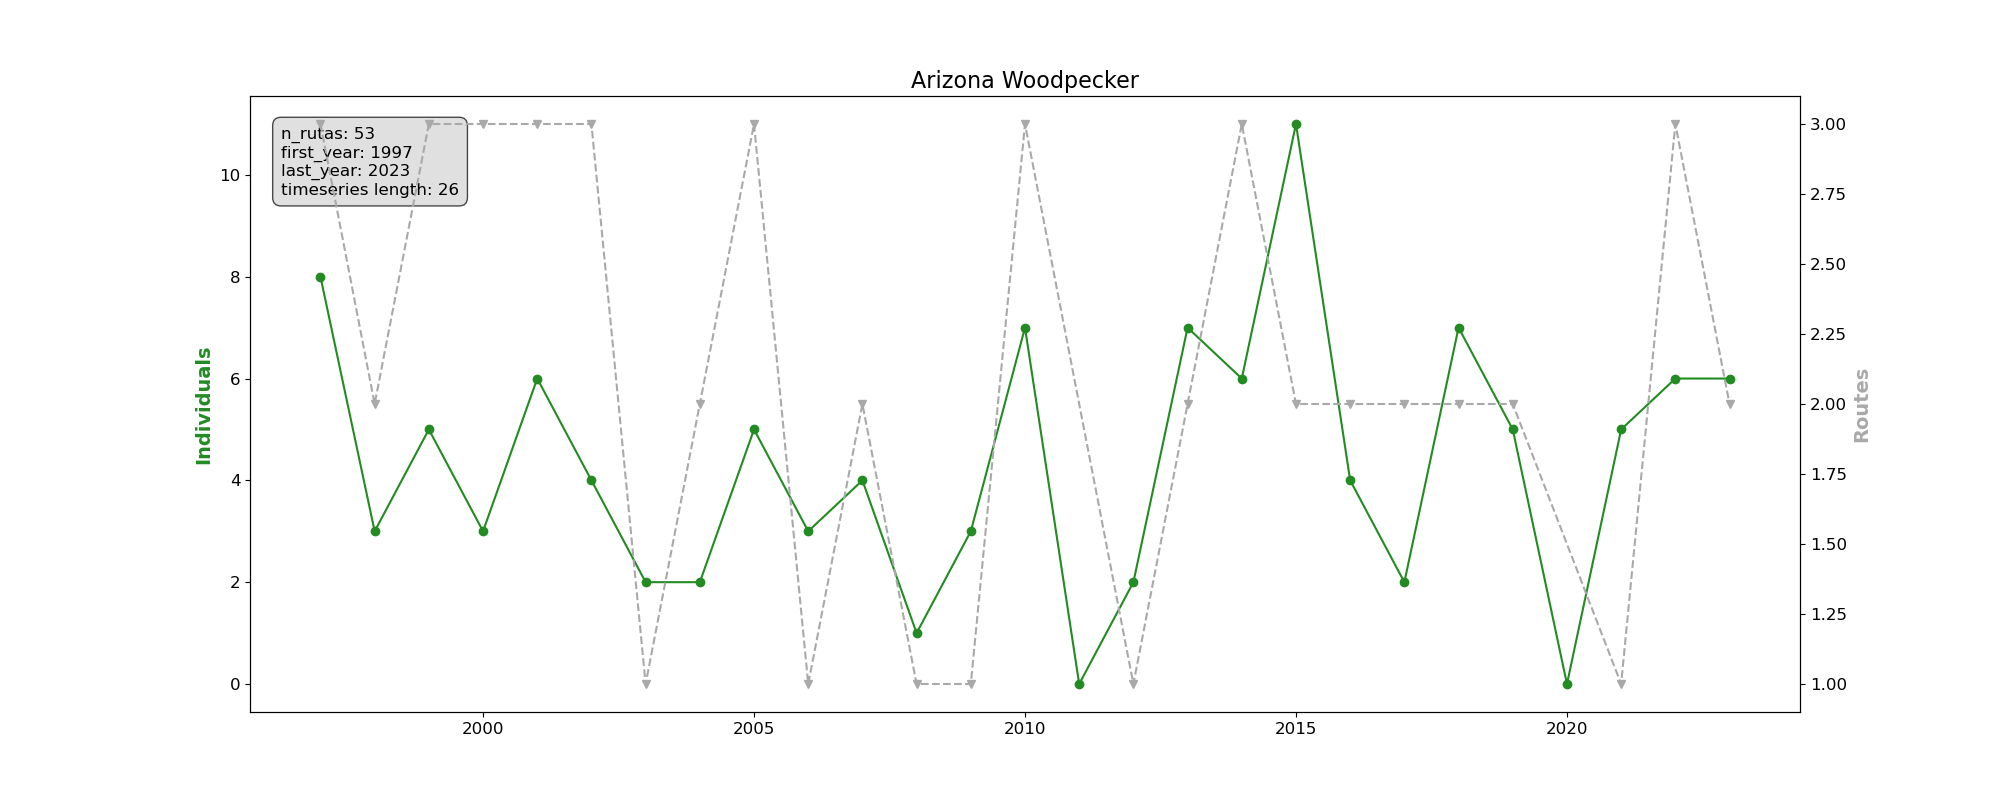 Arizona Woodpecker
n_rutas: 53
first_year: 1997
last_year: 2023
timeseries length: 26
Individuals
10
8
6
4
2
0
3.00
2.75
2.50
2.25
2.00
1.75
1.50
1.25
1.00
Routes
2000 2005 2010 2015 2020